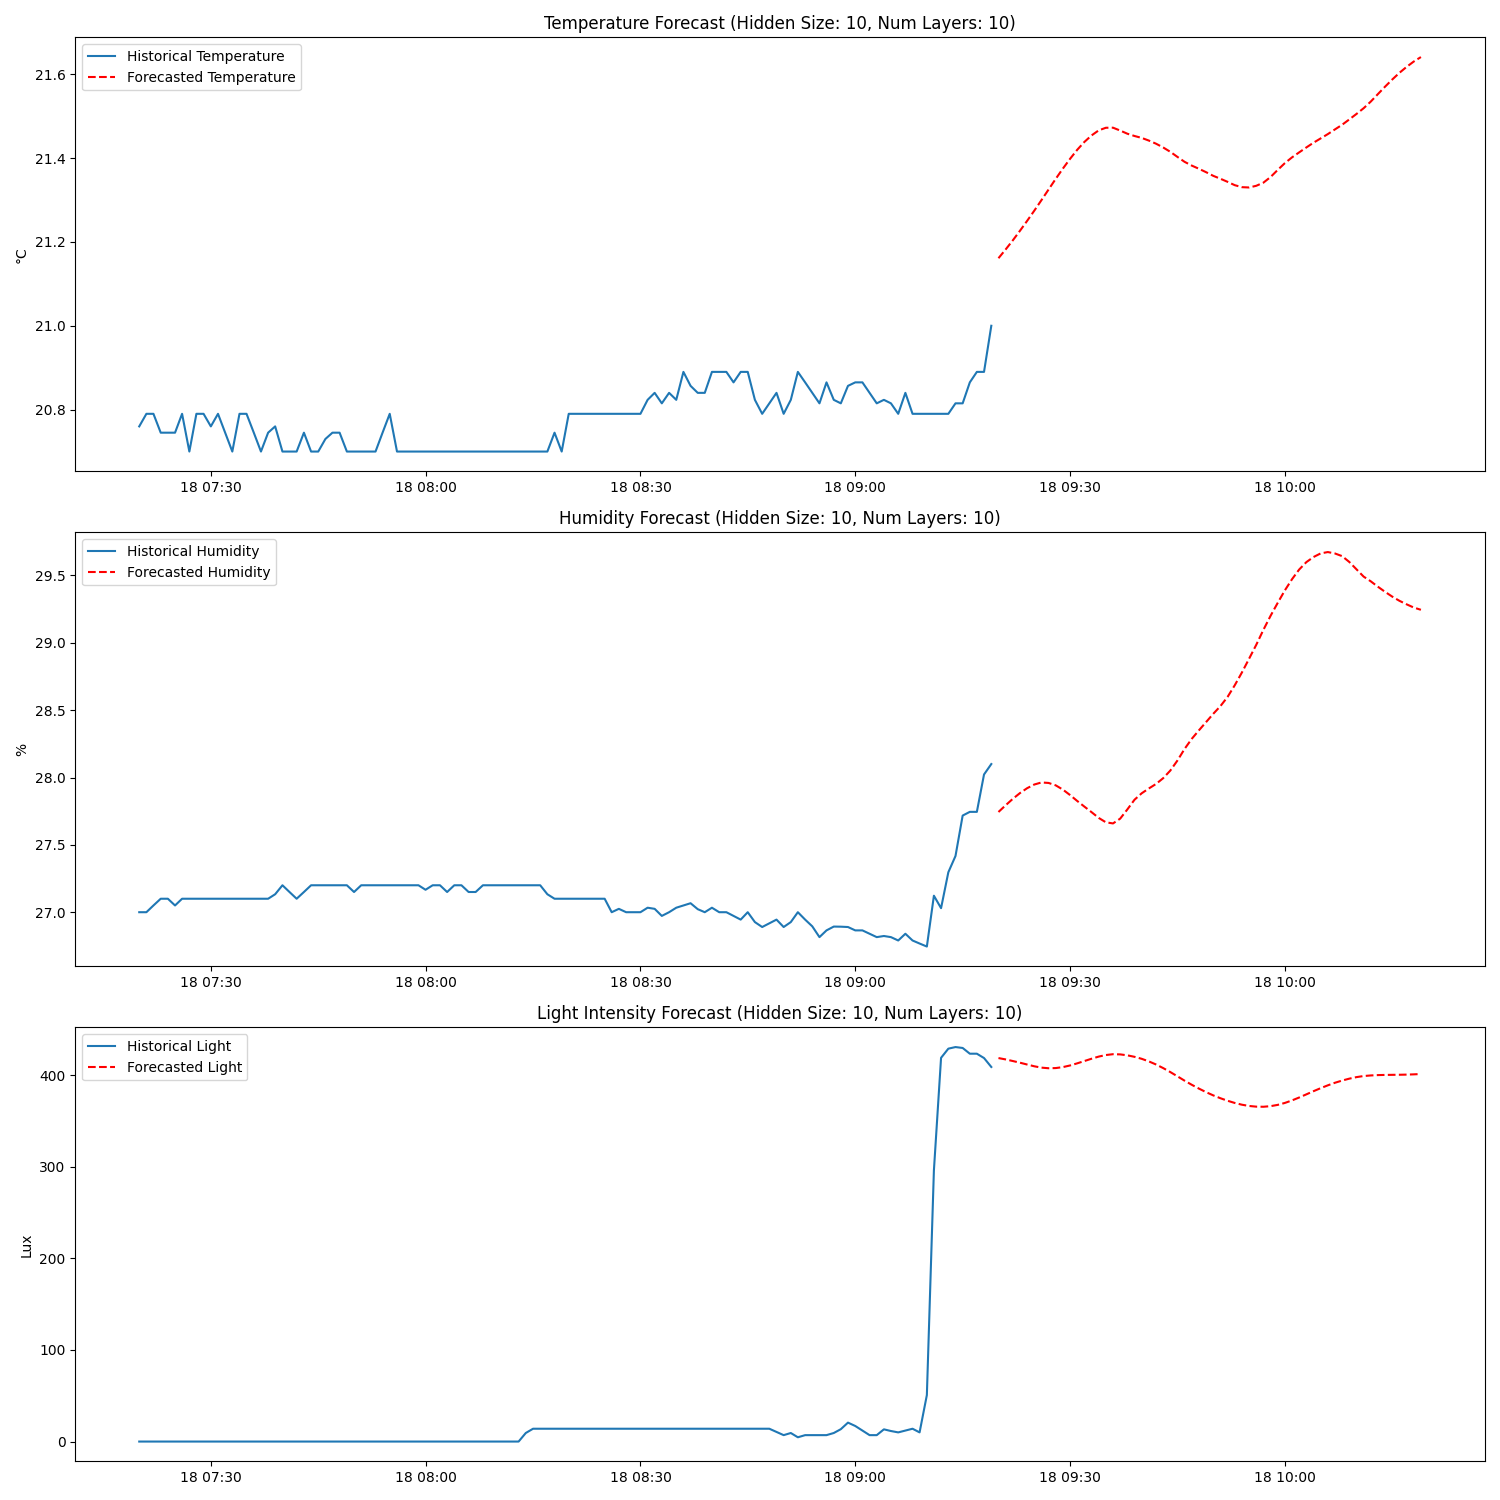 Temperature Forecast (Hidden Size: 10, Num Layers: 10)
Historical Temperature
Forecasted Temperature
21.6
21.4
21.2
21.0
20.8
°C
18 07:30 18 08:00 18 08:30 18 09:00 18 09:30 18 10:00
Humidity Forecast (Hidden Size: 10, Num Layers: 10)
Historical Humidity
Forecasted Humidity
29.5
29.0
28.5
28.0
27.5
27.0
%
18 07:30 18 08:00 18 08:30 18 09:00 18 09:30 18 10:00
Light Intensity Forecast (Hidden Size: 10, Num Layers: 10)
Historical Light
Forecasted Light
400
300
200
100
0
Lux
18 07:30 18 08:00 18 08:30 18 09:00 18 09:30 18 10:00